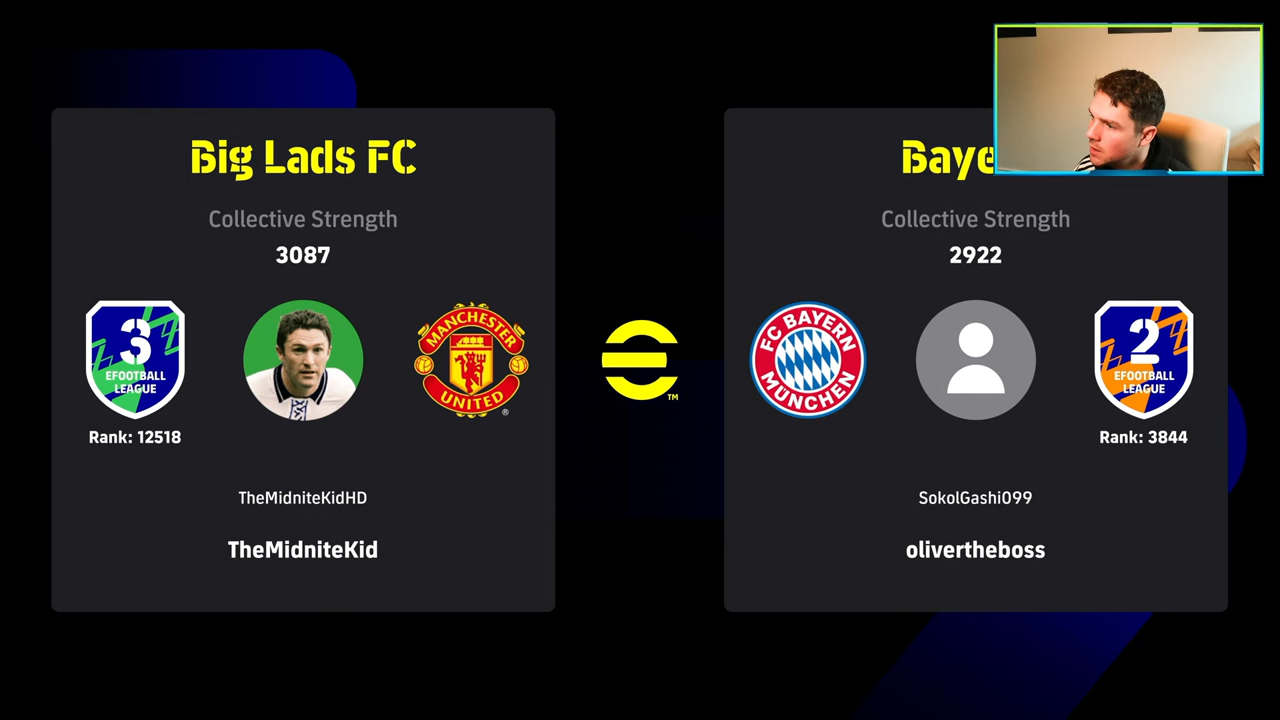 Big Lads FC
Collective Strength
3087
3
EFOOTBALL
LEAGUE
Rank: 12518
MANCHESTER
UNITED
®
TheMidniteKidHD
TheMidniteKid
TM
Baye
Collective Strength
2922
FC BAYERN
MÜNCHEN
2
EFOOTBALL
LEAGUE
Rank: 3844
SokolGashi099
olivertheboss